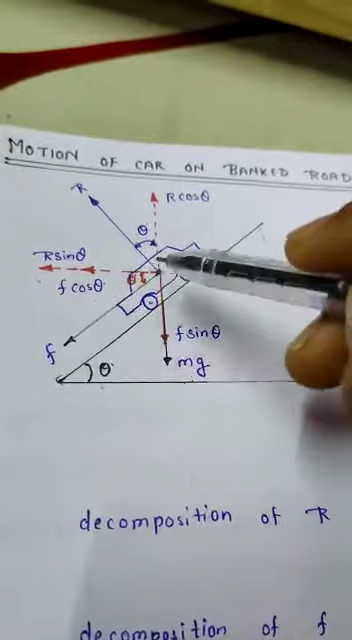 MOTION OF CAR ON BANKED ROAD
R
Rcosθ
θ
Rsinθ
fcosθ
θ
fsinθ
f
mg
θ
decomposition of R
decomposition of f